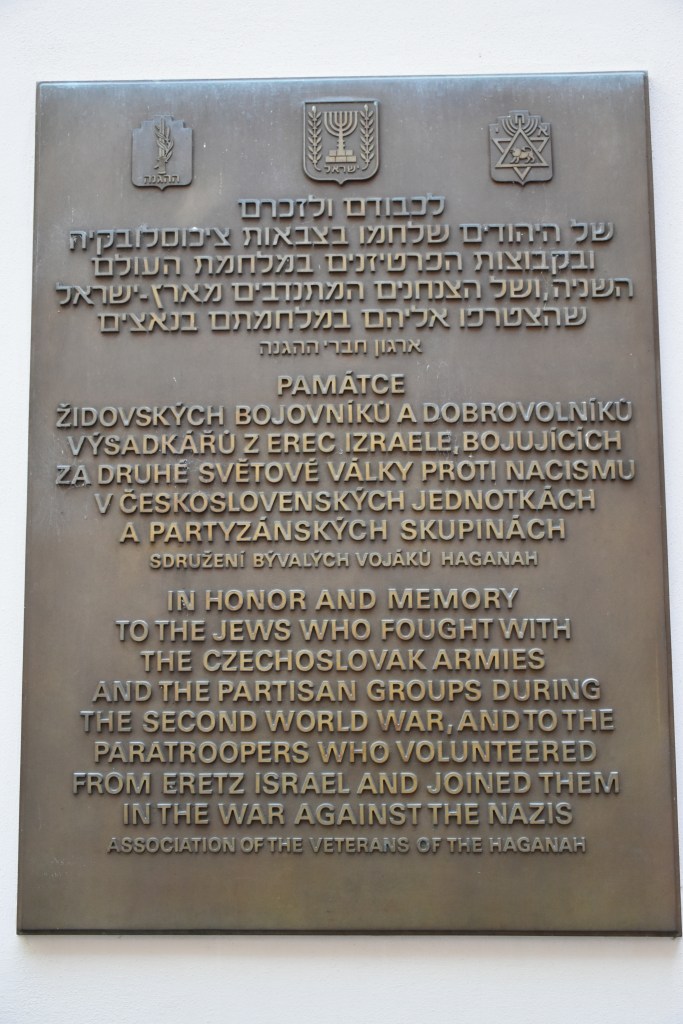 ההגנה
ישראל
לכבודם ולזכרם
של היהודים שלחמו בצבאות ציכוסלובקיה
ובקבוצות הפרטיזנים במלחמת העולם
השניה, ושל הצנחנים המתנדבים מארץ-ישראל
שהצטרפו אליהם במלחמתם בנאצים
ארגון חברי ההגנה
PAMÁTCE
ŽIDOVSKÝCH BOJOVNÍKŮ A DOBROVOLNÍKŮ
VÝSADKÁŘŮ Z EREC IZRAELE, BOJUJÍCÍCH
ZA DRUHÉ SVĚTOVÉ VÁLKY PROTI NACISMU
V ČESKOSLOVENSKÝCH JEDNOTKÁCH
A PARTYZÁNSKÝCH SKUPINÁCH
SDRUŽENÍ BÝVALÝCH VOJÁKŮ HAGANAH
IN HONOR AND MEMORY
TO THE JEWS WHO FOUGHT WITH
THE CZECHOSLOVAK ARMIES
AND THE PARTISAN GROUPS DURING
THE SECOND WORLD WAR, AND TO THE
PARATROOPERS WHO VOLUNTEERED
FROM ERETZ ISRAEL AND JOINED THEM
IN THE WAR AGAINST THE NAZIS
ASSOCIATION OF THE VETERANS OF THE HAGANAH